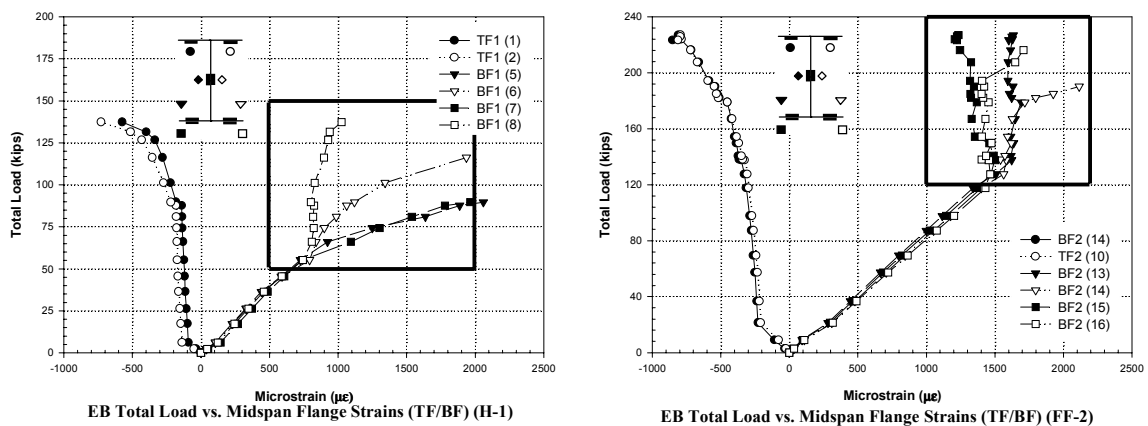 200
175
150
125
100
75
50
25
0
Total Load (kips)
TF1 (1)
TF1 (2)
BF1 (5)
BF1 (6)
BF1 (7)
BF1 (8)
-1000 -500 0 500 1000 1500 2000 2500
Microstrain (με)
EB Total Load vs. Midspan Flange Strains (TF/BF) (H-1)
240
200
160
120
80
40
0
Total Load (kips)
BF2 (14)
TF2 (10)
BF2 (13)
BF2 (14)
BF2 (15)
BF2 (16)
-1000 -500 0 500 1000 1500 2000 2500
Microstrain (με)
EB Total Load vs. Midspan Flange Strains (TF/BF) (FF-2)